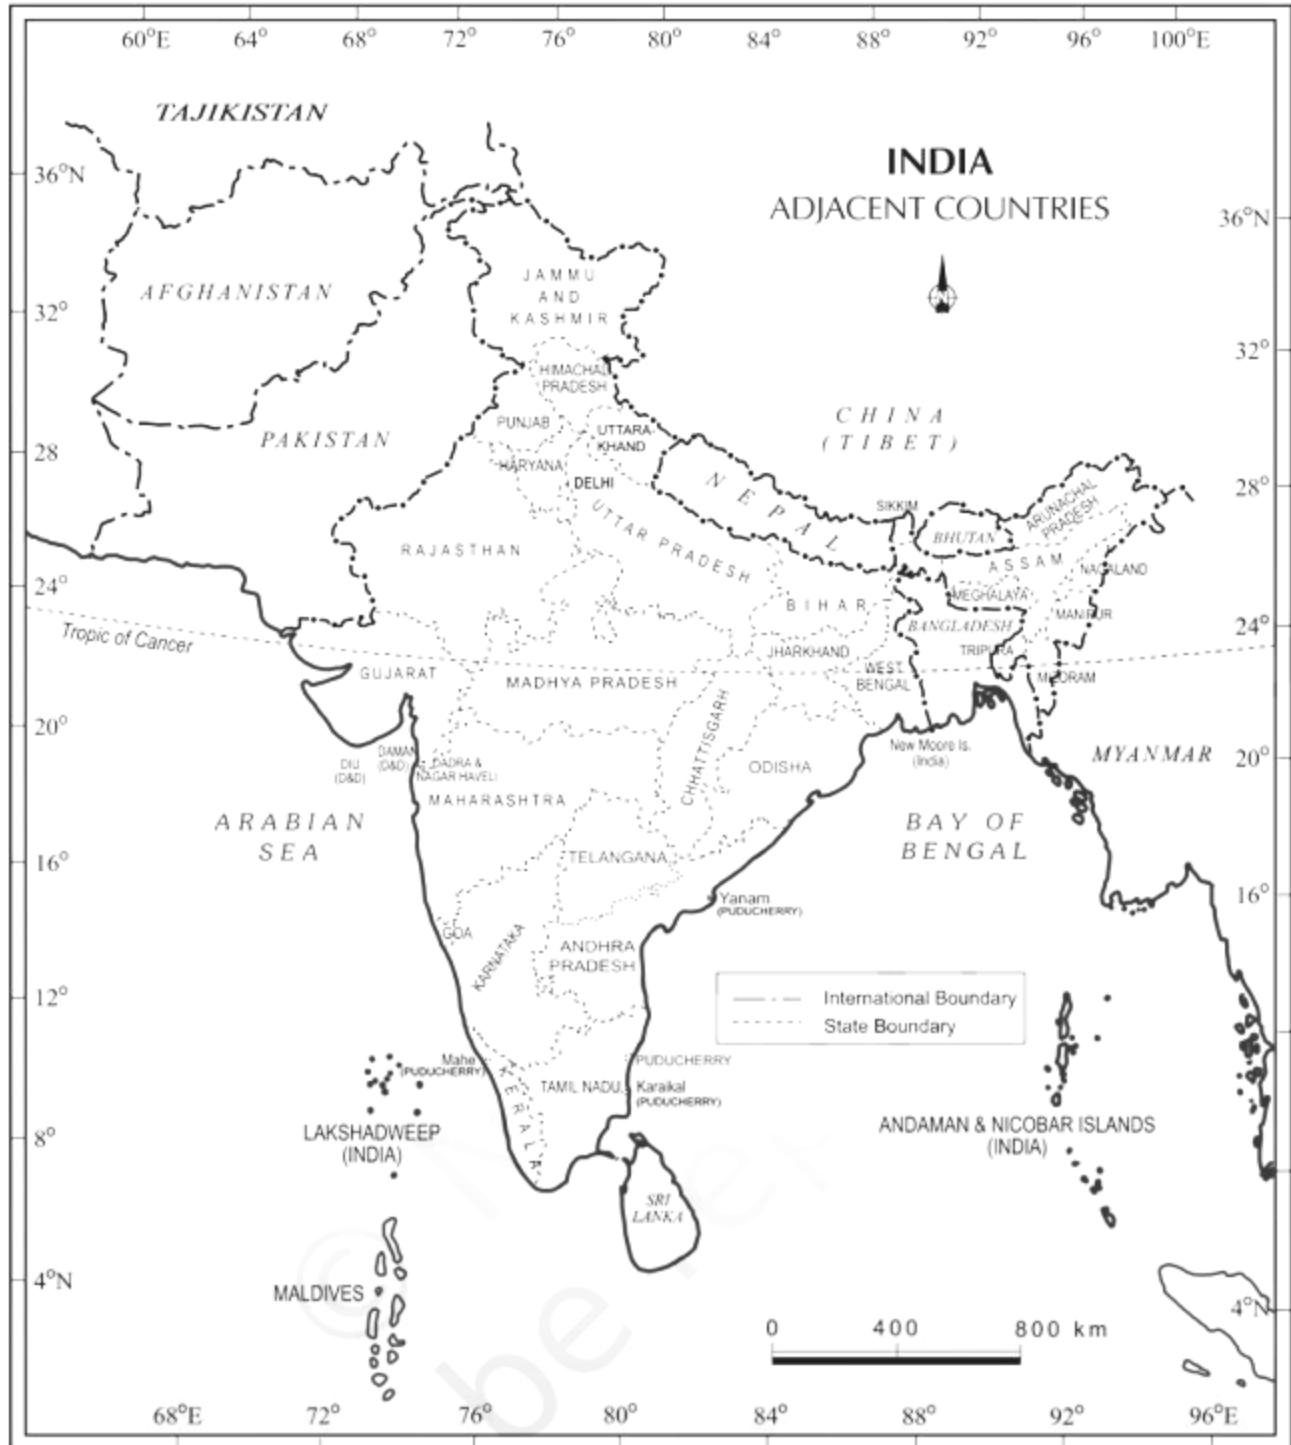 60°E 64° 68° 72° 76° 80° 84° 88° 92° 96° 100°E
TAJIKISTAN
INDIA
ADJACENT COUNTRIES
36°N
36°N
N
AFGHANISTAN
JAMMU
AND
KASHMIR
32°
32°
HIMACHAL
PRADESH
CHINA
(TIBET)
PAKISTAN
PUNJAB
UTTARA-
KHAND
28°
HARYANA
DELHI
28°
NEPAL
SIKKIM
ARUNACHAL
PRADESH
BHUTAN
RAJASTHAN
UTTAR PRADESH
ASSAM
NAGALAND
24°
MEGHALAYA
BIHAR
MANIPUR
BANGLADESH
24°
Tropic of Cancer
JHARKHAND
TRIPURA
GUJARAT
MADHYA PRADESH
WEST
BENGAL
MIZORAM
20°
New Moore Is.
(India)
MYANMAR
20°
DIU
(D&D)
DAMAN
(D&D)
DADRA &
NAGAR HAVELI
CHHATTISGARH
ODISHA
MAHARASHTRA
ARABIAN
SEA
BAY OF
BENGAL
16°
TELANGANA
16°
Yanam
(PUDUCHERRY)
GOA
KARNATAKA
ANDHRA
PRADESH
12°
International Boundary
State Boundary
Mahe
(PUDUCHERRY)
PUDUCHERRY
KERALA
TAMIL NADU
Karaikal
(PUDUCHERRY)
8°
LAKSHADWEEP
(INDIA)
ANDAMAN & NICOBAR ISLANDS
(INDIA)
SRI
LANKA
4°N
MALDIVES
4°N
0 400 800 km
©
be
68° 72° 76° 80° 84° 88° 92° 96°E